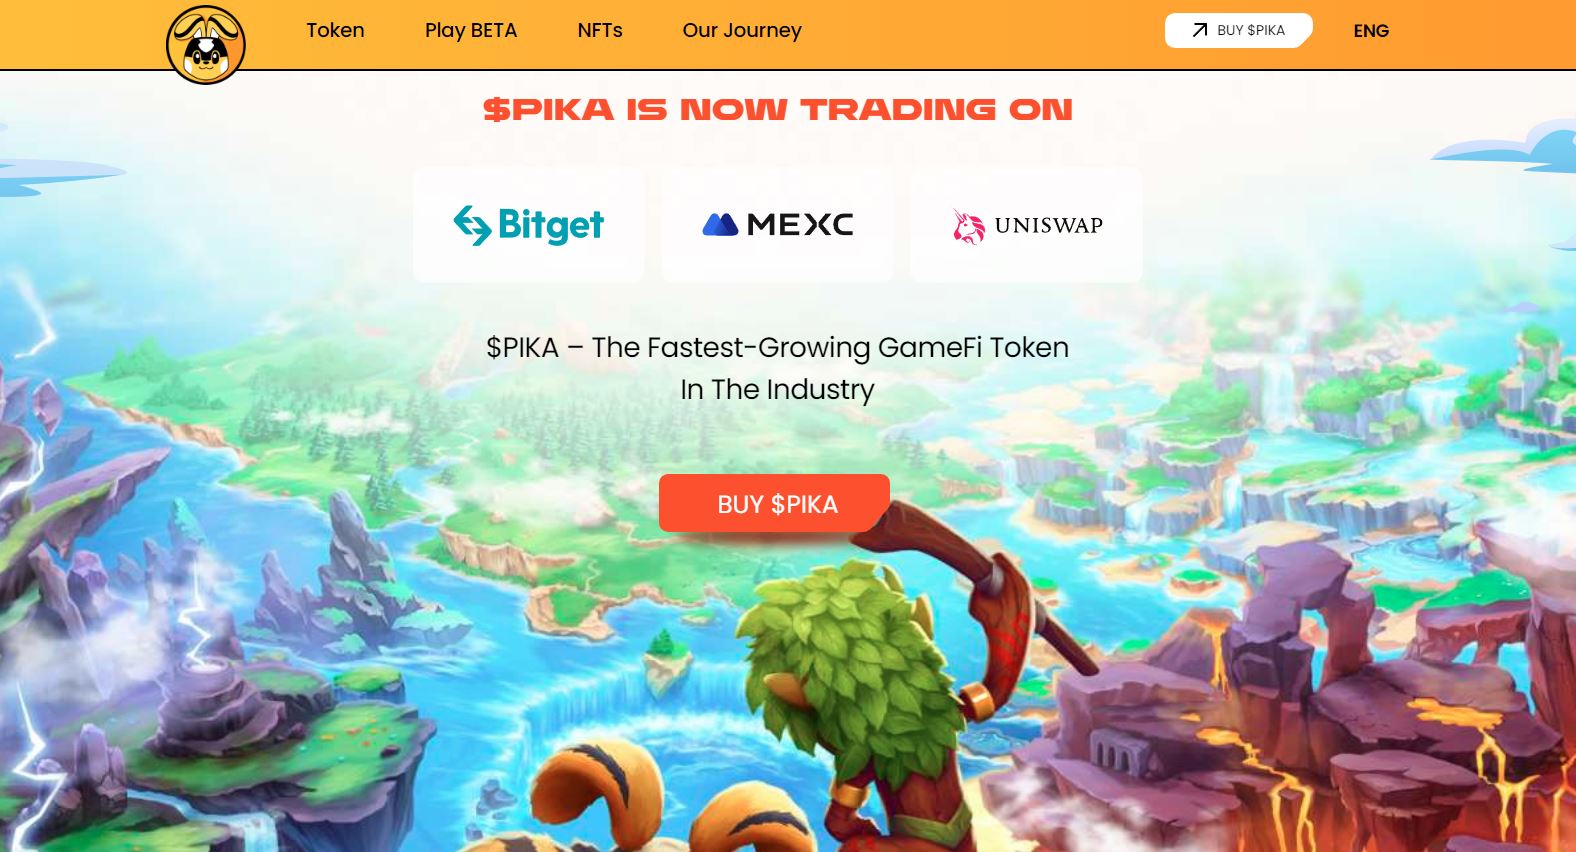 Token
Play BETA
NFTs
Our Journey
BUY $PIKA
ENG
$PIKA IS NOW TRADING ON
Bitget
MEXC
UNISWAP
$PIKA – The Fastest-Growing GameFi Token
In The Industry
BUY $PIKA